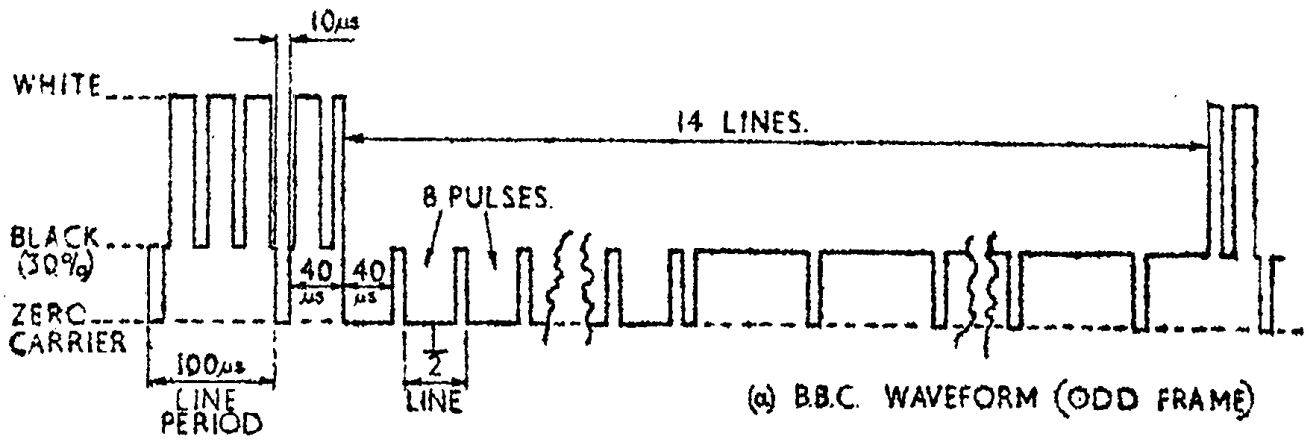 10µs
WHITE
14 LINES.
8 PULSES.
BLACK
(30%)
40
µs
40
µs
ZERO
CARRIER
100µs
LINE
PERIOD
1
2
LINE
(a) B.B.C. WAVEFORM (ODD FRAME)